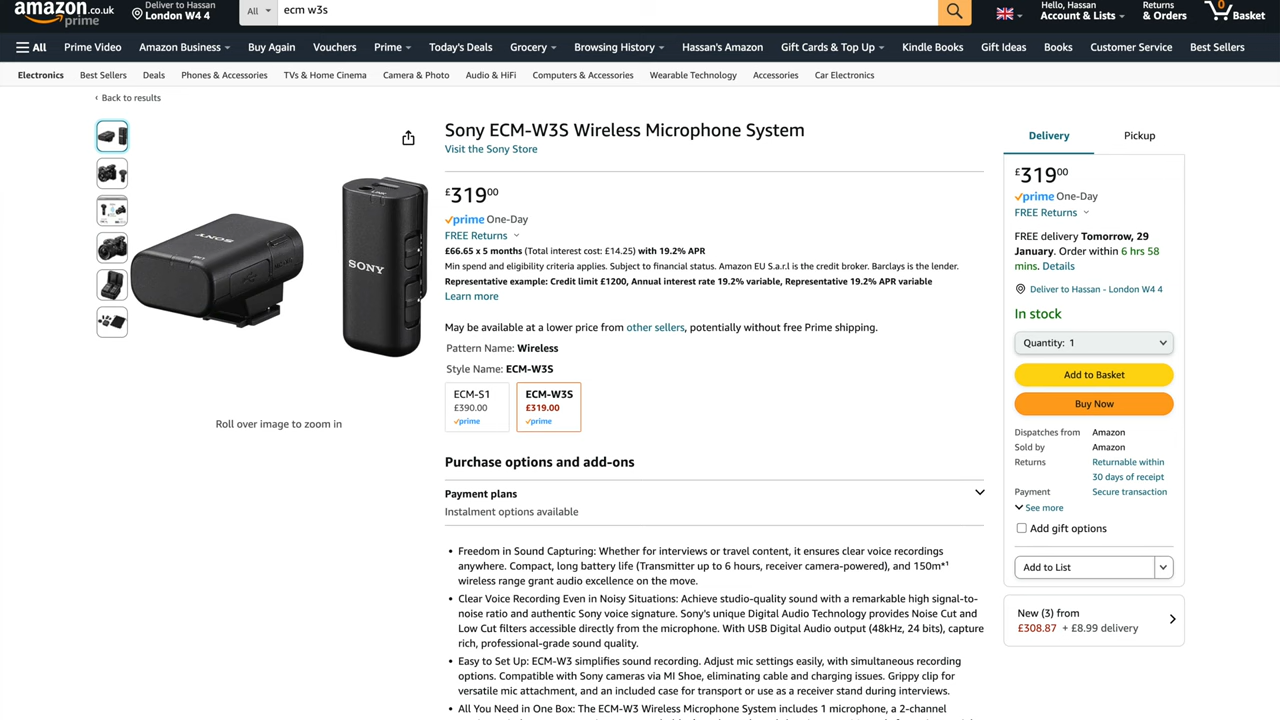 amazon.co.uk
prime
Deliver to Hassan
London W4 4
All
ecm w3s
Hello, Hassan
Account & Lists
Returns
& Orders
0
Basket
All
Prime Video
Amazon Business
Buy Again
Vouchers
Prime
Today's Deals
Grocery
Browsing History
Hassan's Amazon
Gift Cards & Top Up
Kindle Books
Gift Ideas
Books
Customer Service
Best Sellers
Electronics
Best Sellers
Deals
Phones & Accessories
TVs & Home Cinema
Camera & Photo
Audio & HiFi
Computers & Accessories
Wearable Technology
Accessories
Car Electronics
‹ Back to results
SONY
LINK
SONY
Roll over image to zoom in
Sony ECM-W3S Wireless Microphone System
Visit the Sony Store
£319.00
prime One-Day
FREE Returns
£66.65 x 5 months (Total interest cost: £14.25) with 19.2% APR
Min spend and eligibility criteria applies. Subject to financial status. Amazon EU S.a.r.l is the credit broker. Barclays is the lender.
Representative example: Credit limit £1200, Annual interest rate 19.2% variable, Representative 19.2% APR variable
Learn more
May be available at a lower price from other sellers, potentially without free Prime shipping.
Pattern Name: Wireless
Style Name: ECM-W3S
ECM-S1
£390.00
prime
ECM-W3S
£319.00
prime
Purchase options and add-ons
Payment plans
Instalment options available
• Freedom in Sound Capturing: Whether for interviews or travel content, it ensures clear voice recordings
anywhere. Compact, long battery life (Transmitter up to 6 hours, receiver camera-powered), and 150m*¹
wireless range grant audio excellence on the move.
• Clear Voice Recording Even in Noisy Situations: Achieve studio-quality sound with a remarkable high signal-to-
noise ratio and authentic Sony voice signature. Sony's unique Digital Audio Technology provides Noise Cut and
Low Cut filters accessible directly from the microphone. With USB Digital Audio output (48kHz, 24 bits), capture
rich, professional-grade sound quality.
• Easy to Set Up: ECM-W3 simplifies sound recording. Adjust mic settings easily, with simultaneous recording
options. Compatible with Sony cameras via MI Shoe, eliminating cable and charging issues. Grippy clip for
versatile mic attachment, and an included case for transport or use as a receiver stand during interviews.
• All You Need in One Box: The ECM-W3 Wireless Microphone System includes 1 microphone, a 2-channel
Delivery
Pickup
£319.00
prime One-Day
FREE Returns
FREE delivery Tomorrow, 29
January. Order within 6 hrs 58
mins. Details
Deliver to Hassan - London W4 4
In stock
Quantity: 1
Add to Basket
Buy Now
Dispatches from Amazon
Sold by Amazon
Returns Returnable within
30 days of receipt
Payment Secure transaction
See more
Add gift options
Add to List
New (3) from
£308.87 + £8.99 delivery